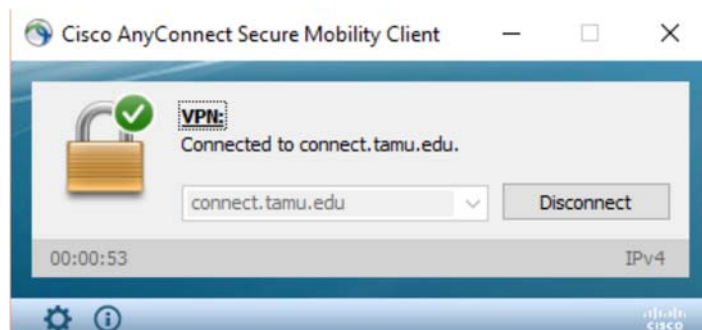 Cisco AnyConnect Secure Mobility Client
VPN:
Connected to connect.tamu.edu.
connect.tamu.edu
Disconnect
00:00:53
IPv4
CISCO